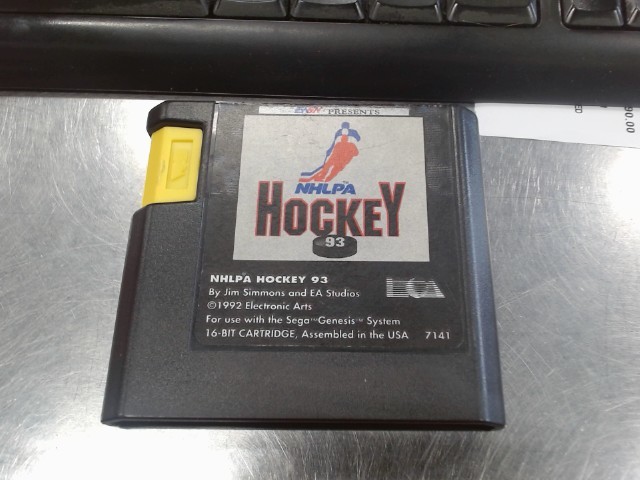 EASN PRESENTS
NHLPA
HOCKEY
93
NHLPA HOCKEY 93
By Jim Simmons and EA Studios
©1992 Electronic Arts
For use with the Sega™ Genesis™ System
16-BIT CARTRIDGE, Assembled in the USA 7141